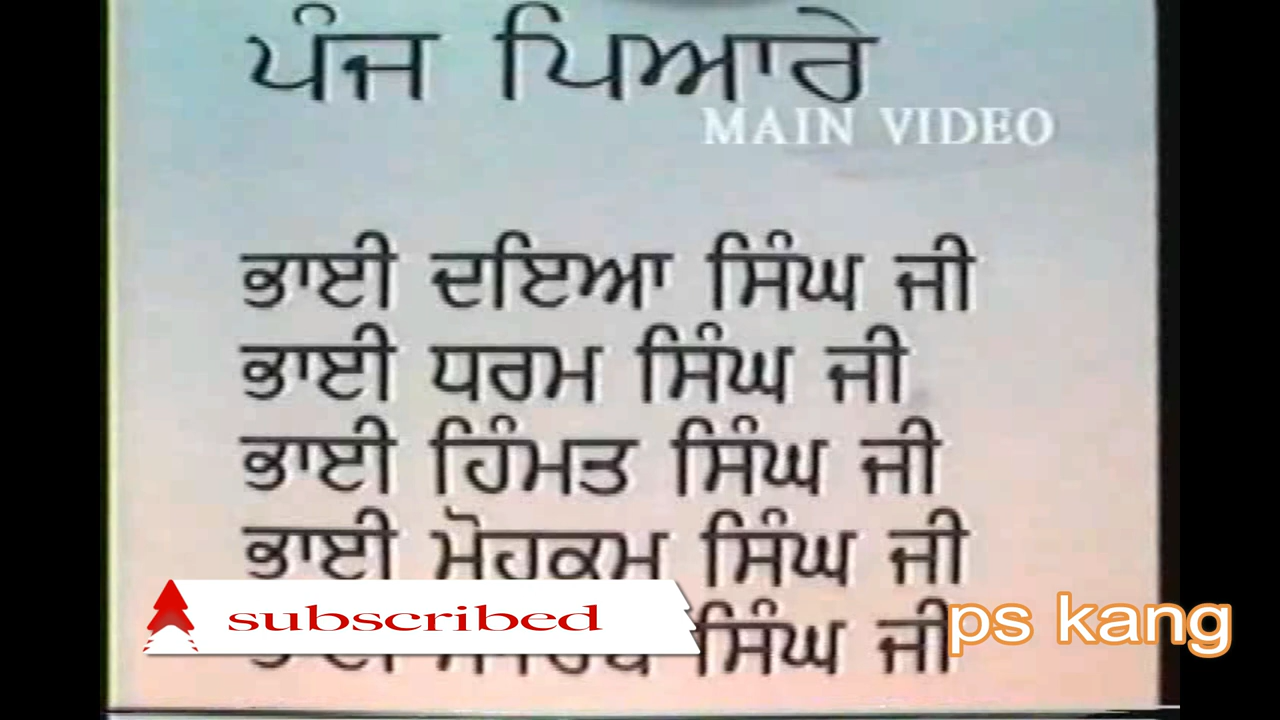 ਪੰਜ ਪਿਆਰੇ
MAIN VIDEO
ਭਾਈ ਦਇਆ ਸਿੰਘ ਜੀ
ਭਾਈ ਧਰਮ ਸਿੰਘ ਜੀ
ਭਾਈ ਹਿੰਮਤ ਸਿੰਘ ਜੀ
ਭਾਈ ਮੋਹਕਮ ਸਿੰਘ ਜੀ
subscribed
ਸਿੰਘ ਜੀ
ps kang